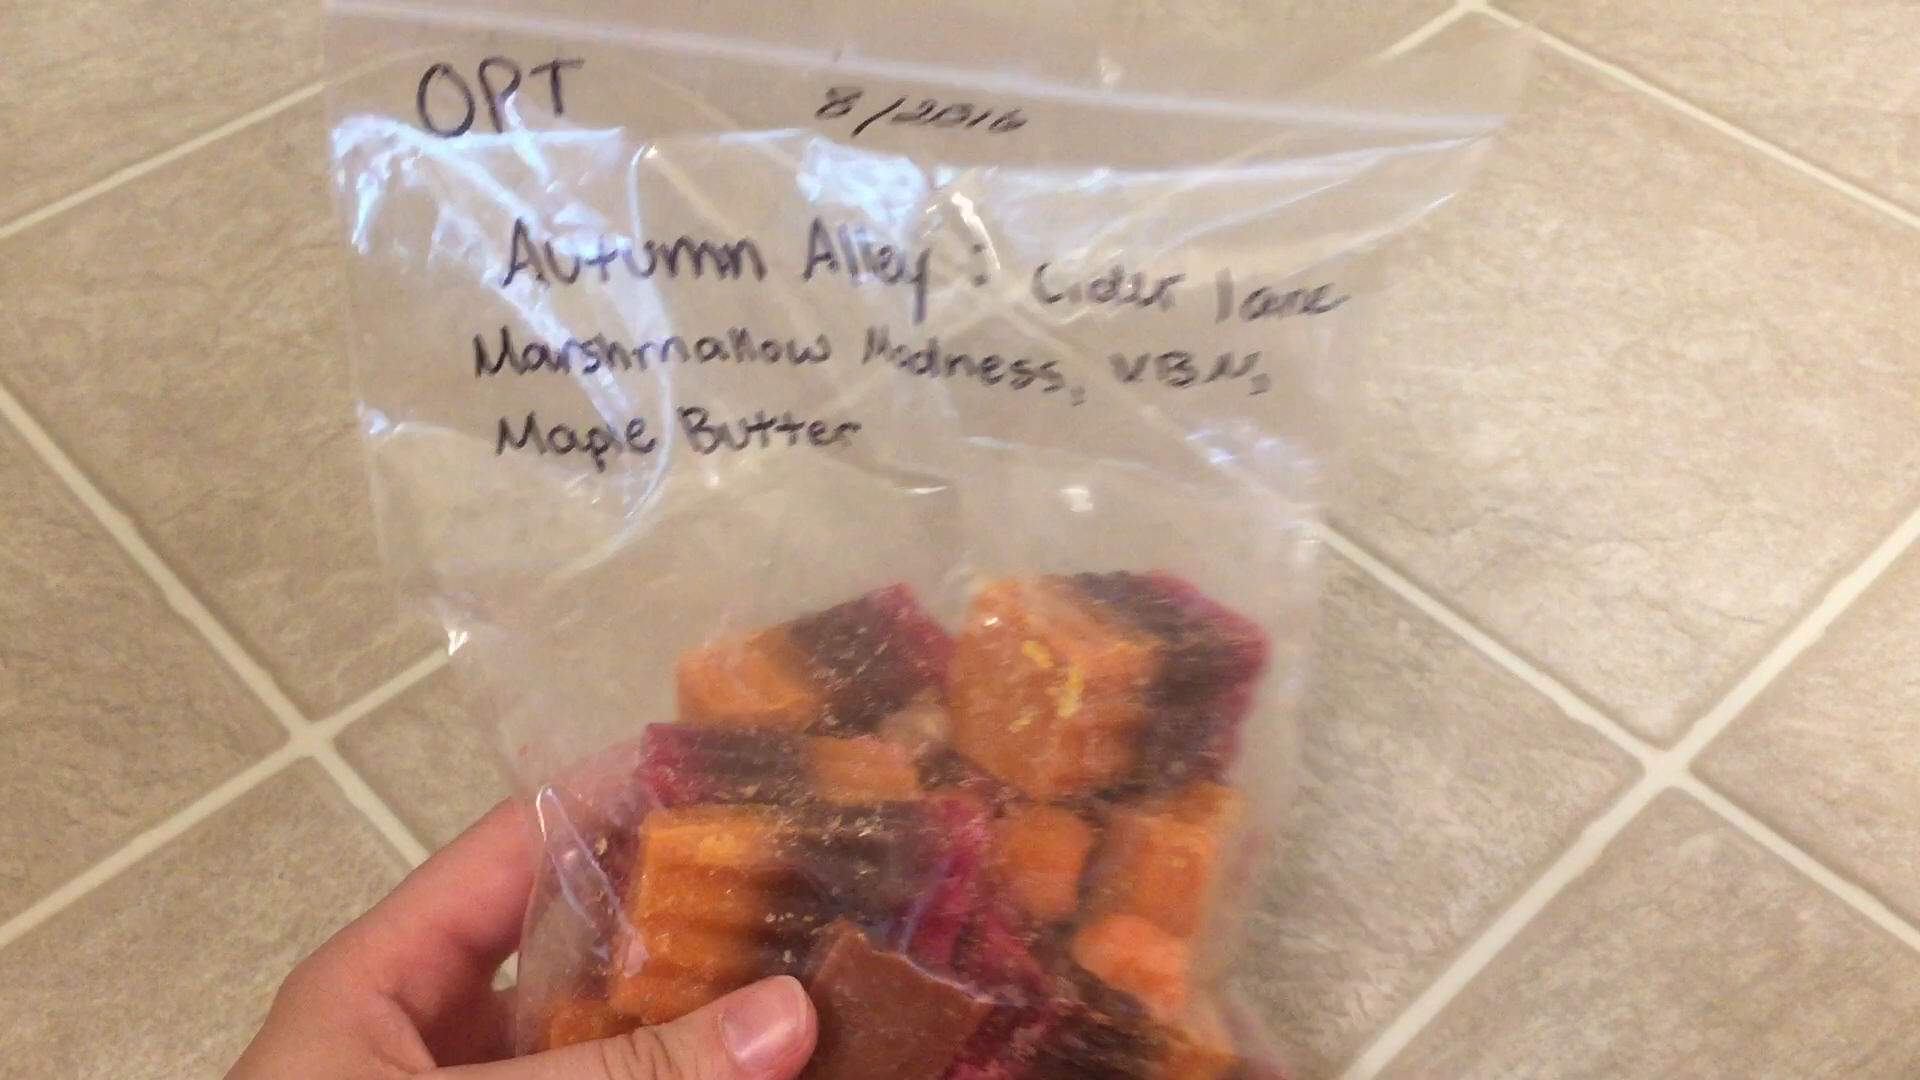 OPT 8/2016
Autumn Alley: Cider lane
Marshmallow Madness, VBN,
Maple Butter